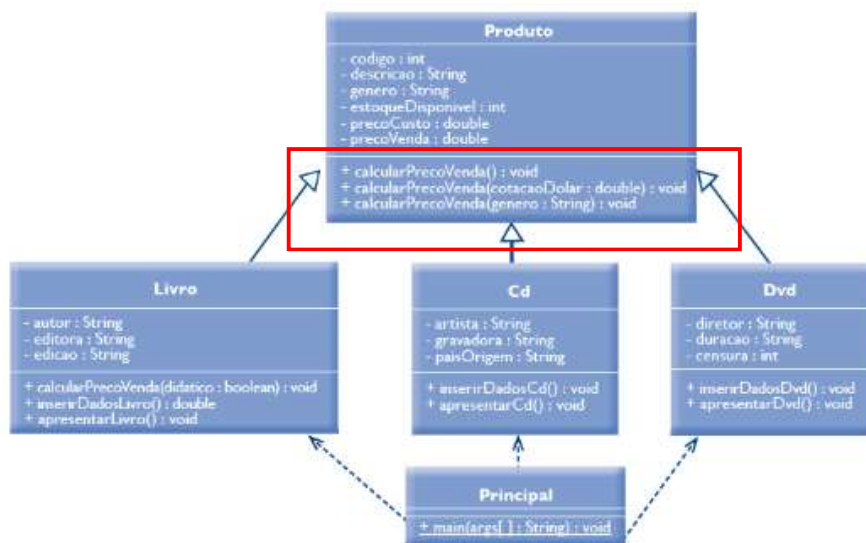 Produto
- codigo : int
- descricao : String
- genero : String
- estoqueDisponivel : int
- precoCusto : double
- precoVenda : double
+ calcularPrecoVenda() : void
+ calcularPrecoVenda(cotacaoDolar : double) : void
+ calcularPrecoVenda(genero : String) : void
Livro
- autor : String
- editora : String
- edicao : String
+ calcularPrecoVenda(didatico : boolean) : void
+ inserirDadosLivro() : double
+ apresentarLivro() : void
Cd
- artista : String
- gravadora : String
- paisOrigem : String
+ inserirDadosCd() : void
+ apresentarCd() : void
Dvd
- diretor : String
- duracao : String
- censura : int
+ inserirDadosDvd() : void
+ apresentarDvd() : void
Principal
+ main(args[ ] : String) : void